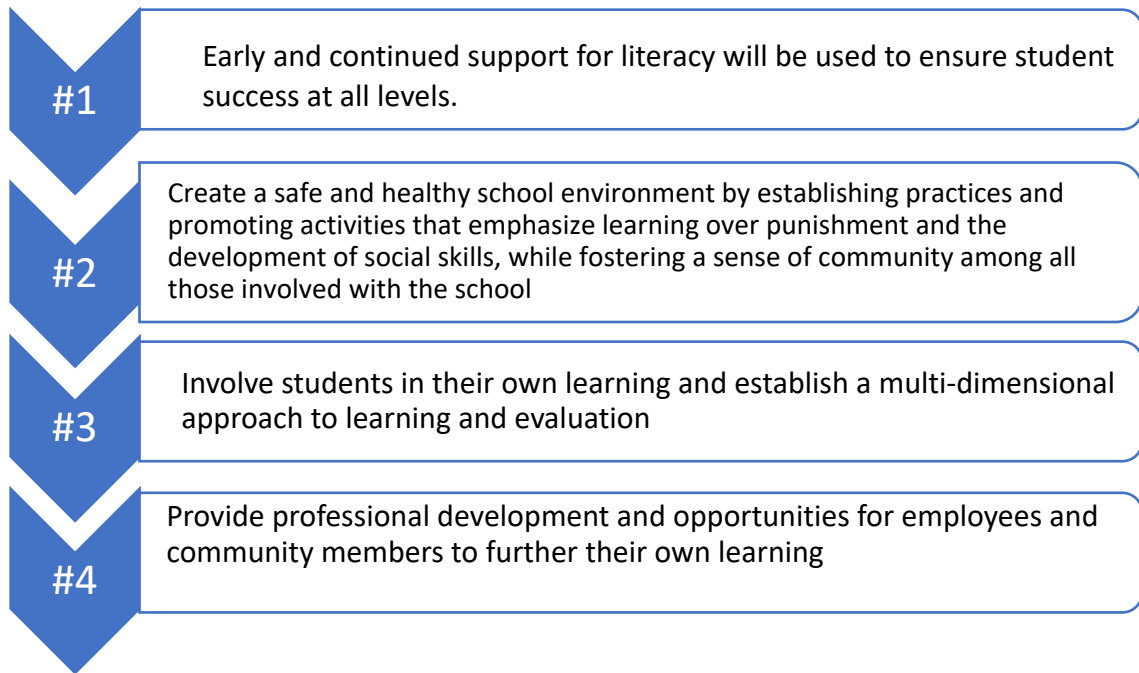 #1
Early and continued support for literacy will be used to ensure student
success at all levels.
#2
Create a safe and healthy school environment by establishing practices and
promoting activities that emphasize learning over punishment and the
development of social skills, while fostering a sense of community among all
those involved with the school
#3
Involve students in their own learning and establish a multi-dimensional
approach to learning and evaluation
#4
Provide professional development and opportunities for employees and
community members to further their own learning